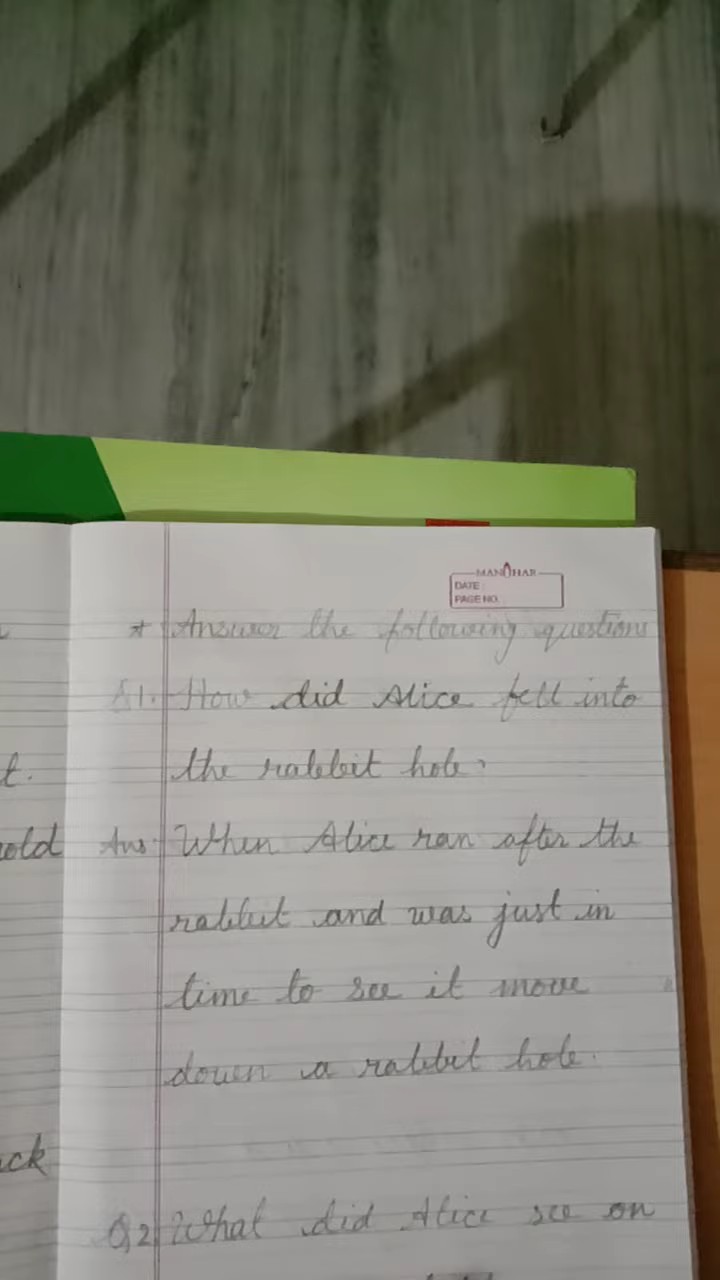 MANOHAR
DATE :
PAGE NO.
* Answer the following questions
Q1. How did Alice fell into
the rabbit hole?
t.
old Ans. When Alice ran after the
rabbit and was just in
time to see it move
down a rabbit hole.
ck
Q2. What did Alice see on